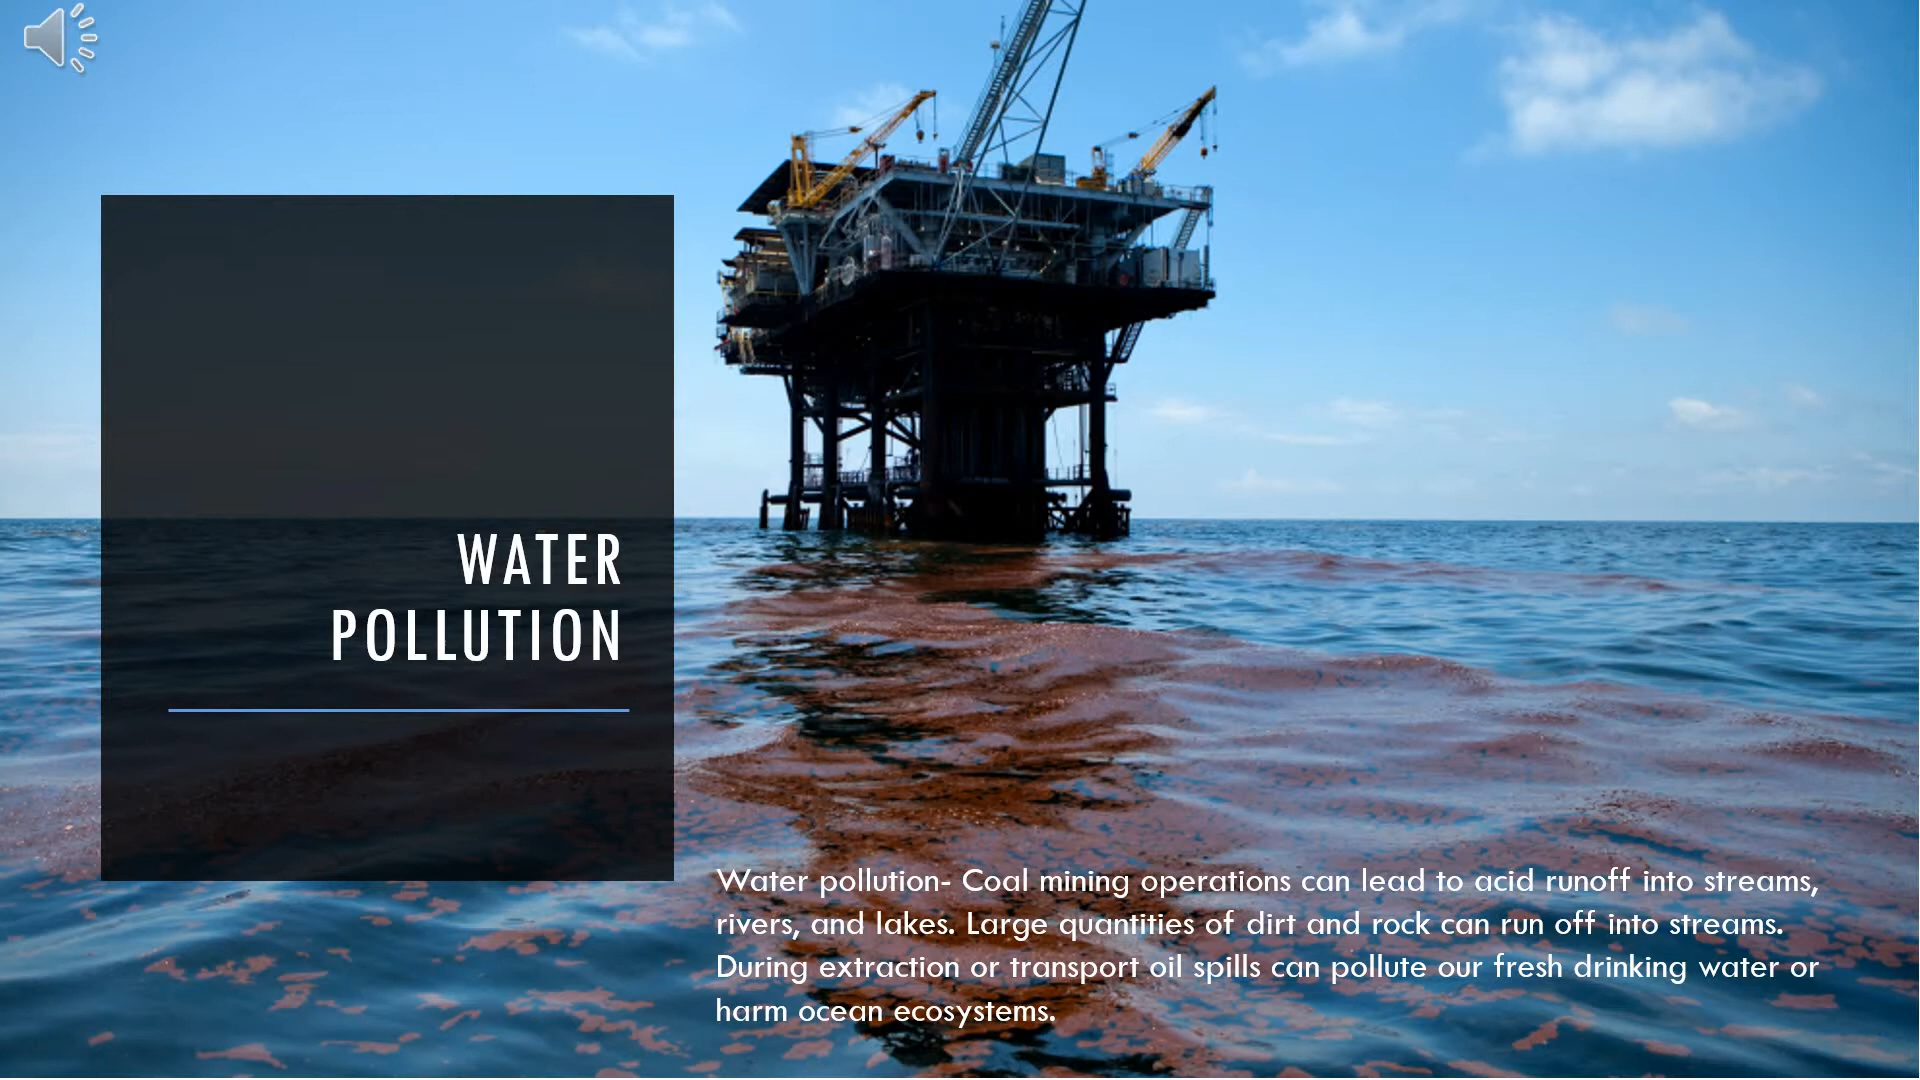 WATER
POLLUTION
Water pollution- Coal mining operations can lead to acid runoff into streams,
rivers, and lakes. Large quantities of dirt and rock can run off into streams.
During extraction or transport oil spills can pollute our fresh drinking water or
harm ocean ecosystems.